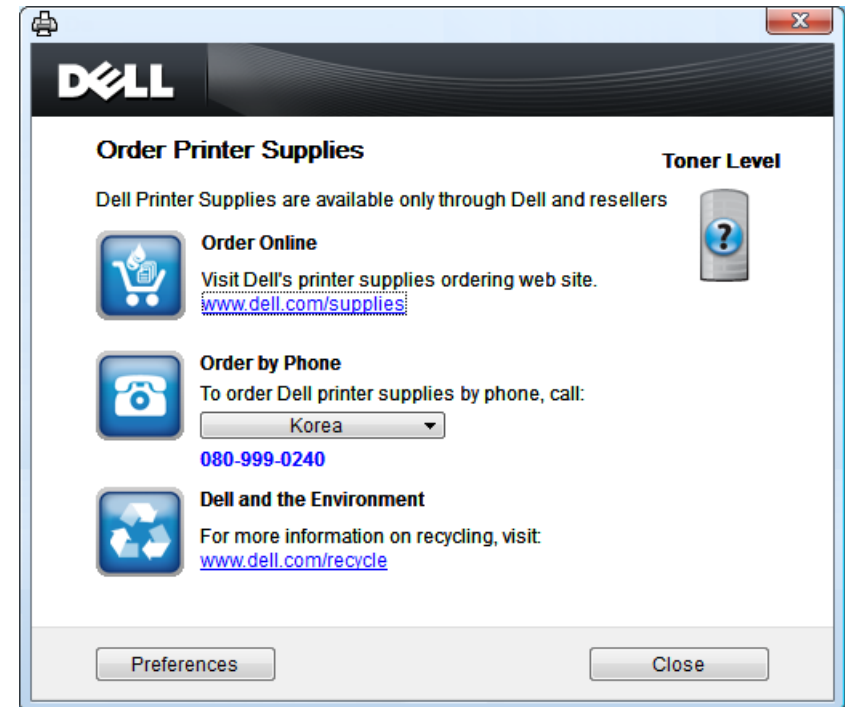 DELL
Order Printer Supplies
Toner Level
Dell Printer Supplies are available only through Dell and resellers
?
Order Online
Visit Dell's printer supplies ordering web site.
www.dell.com/supplies
Order by Phone
To order Dell printer supplies by phone, call:
Korea
080-999-0240
Dell and the Environment
For more information on recycling, visit:
www.dell.com/recycle
Preferences
Close